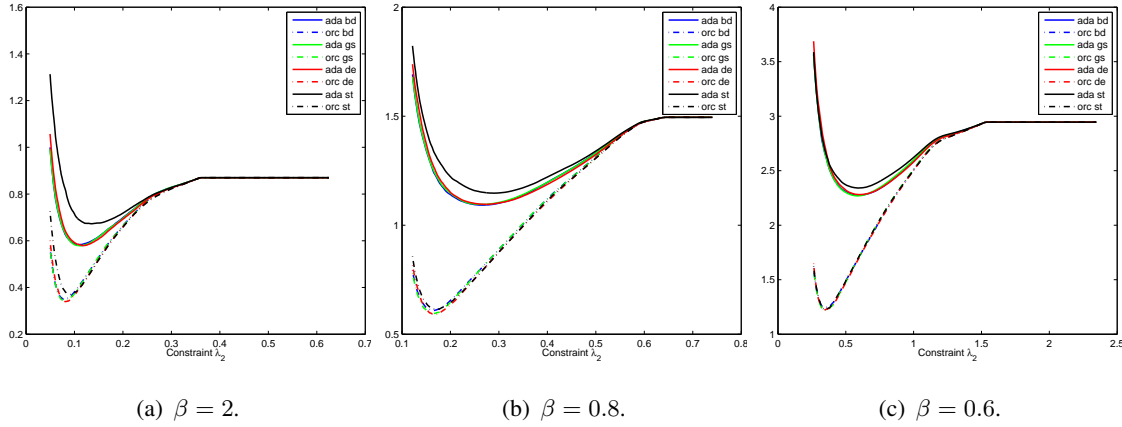 1.6
1.4
1.2
1
0.8
0.6
0.4
0.2
0 0.1 0.2 0.3 0.4 0.5 0.6 0.7
Constraint λ2
ada bd
orc bd
ada gs
orc gs
ada de
orc de
ada st
orc st
(a) β = 2.
2
1.5
1
0.5
0.1 0.2 0.3 0.4 0.5 0.6 0.7 0.8
Constraint λ2
ada bd
orc bd
ada gs
orc gs
ada de
orc de
ada st
orc st
(b) β = 0.8.
4
3.5
3
2.5
2
1.5
1
0 0.5 1 1.5 2 2.5
Constraint λ2
ada bd
orc bd
ada gs
orc gs
ada de
orc de
ada st
orc st
(c) β = 0.6.